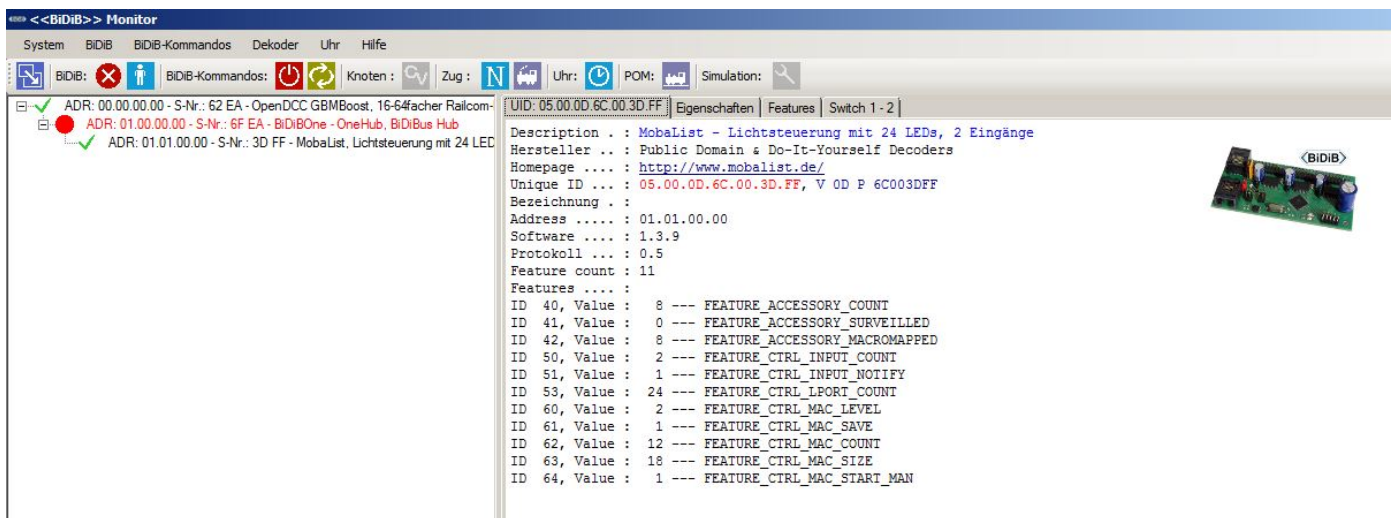 <<BiDiB>> Monitor
System BiDiB BiDiB-Kommandos Dekoder Uhr Hilfe
BiDiB: BiDiB-Kommandos: Knoten : CV Zug : N Uhr: POM: Simulation:
ADR: 00.00.00.00 - S-Nr.: 62 EA - OpenDCC GBMBoost, 16-64facher Railcom-
ADR: 01.00.00.00 - S-Nr.: 6F EA - BiDiBOne - OneHub, BiDiBus Hub
ADR: 01.01.00.00 - S-Nr.: 3D FF - MobaList, Lichtsteuerung mit 24 LED
UID: 05.00.0D.6C.00.3D.FF Eigenschaften Features Switch 1 - 2
Description . : MobaList - Lichtsteuerung mit 24 LEDs, 2 Eingänge
Hersteller .. : Public Domain & Do-It-Yourself Decoders
Homepage .... : http://www.mobalist.de/
Unique ID ... : 05.00.0D.6C.00.3D.FF, V 0D P 6C003DFF
Bezeichnung . :
Address ..... : 01.01.00.00
Software .... : 1.3.9
Protokoll ... : 0.5
Feature count : 11
Features .... :
ID 40, Value : 8 --- FEATURE_ACCESSORY_COUNT
ID 41, Value : 0 --- FEATURE_ACCESSORY_SURVEILLED
ID 42, Value : 8 --- FEATURE_ACCESSORY_MACROMAPPED
ID 50, Value : 2 --- FEATURE_CTRL_INPUT_COUNT
ID 51, Value : 1 --- FEATURE_CTRL_INPUT_NOTIFY
ID 53, Value : 24 --- FEATURE_CTRL_LPORT_COUNT
ID 60, Value : 2 --- FEATURE_CTRL_MAC_LEVEL
ID 61, Value : 1 --- FEATURE_CTRL_MAC_SAVE
ID 62, Value : 12 --- FEATURE_CTRL_MAC_COUNT
ID 63, Value : 18 --- FEATURE_CTRL_MAC_SIZE
ID 64, Value : 1 --- FEATURE_CTRL_MAC_START_MAN
<BiDiB>